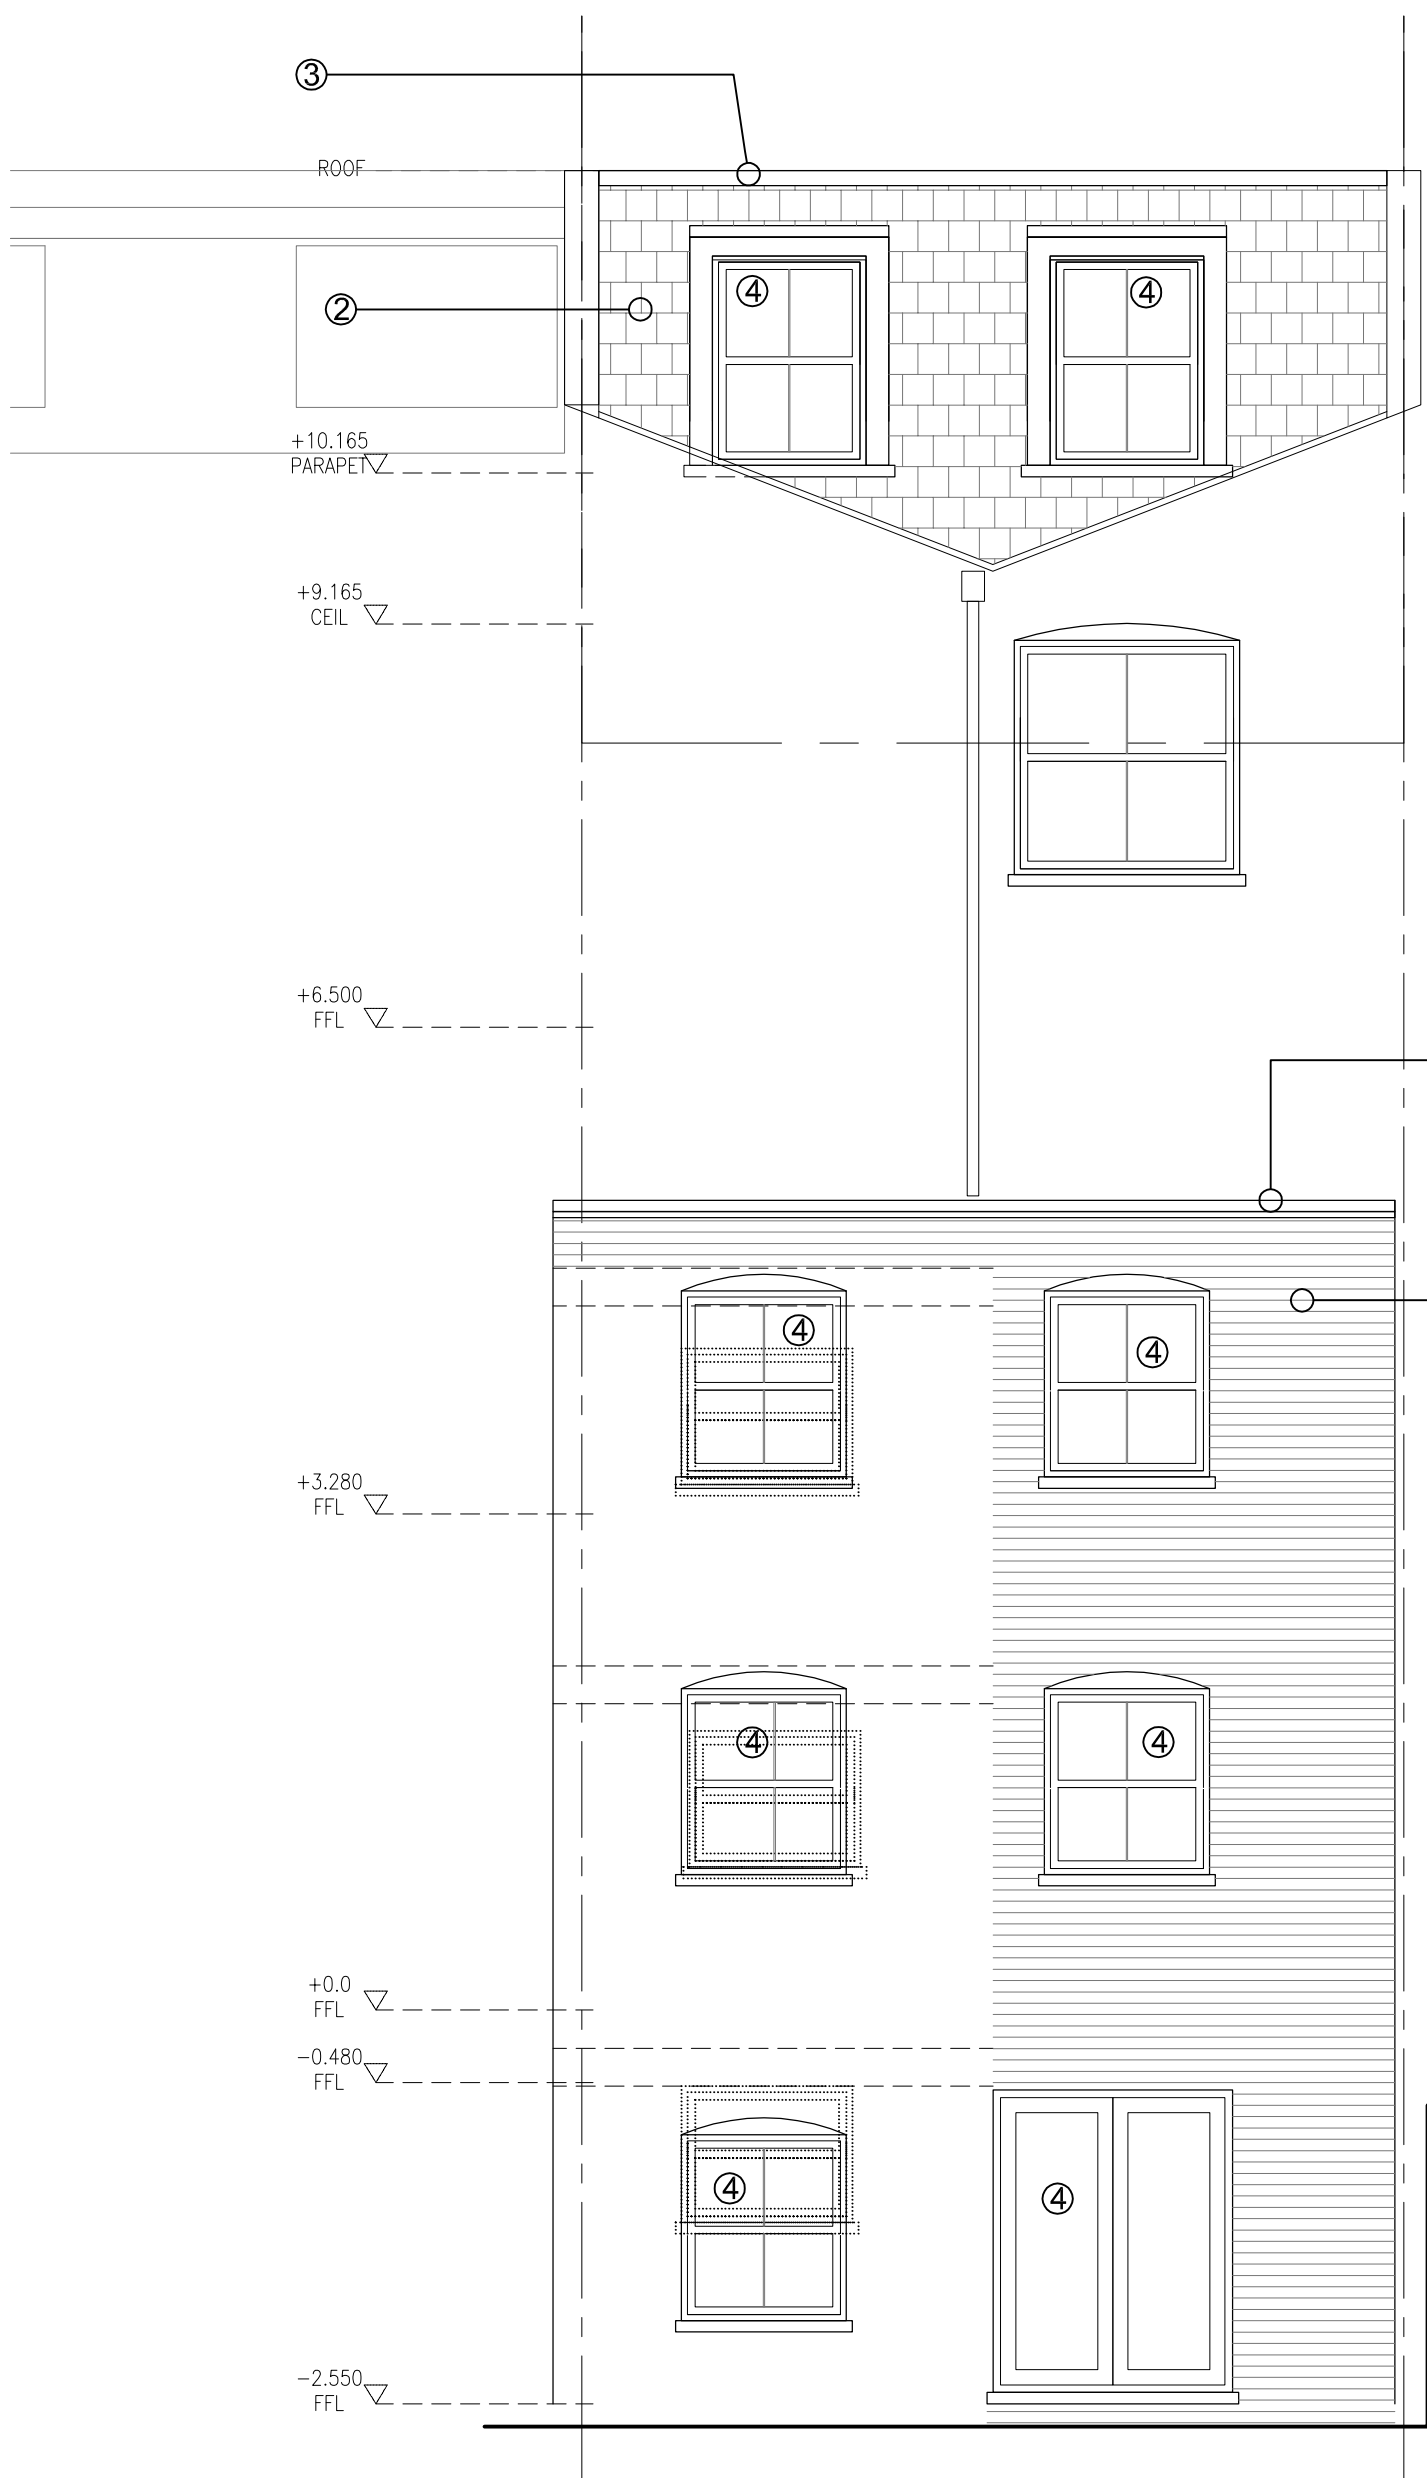 ③
ROOF
④
④
②
+10.165
PARAPET
+9.165
CEIL
+6.500
FFL
④
④
+3.280
FFL
④
④
+0.0
FFL
-0.480
FFL
④
④
-2.550
FFL